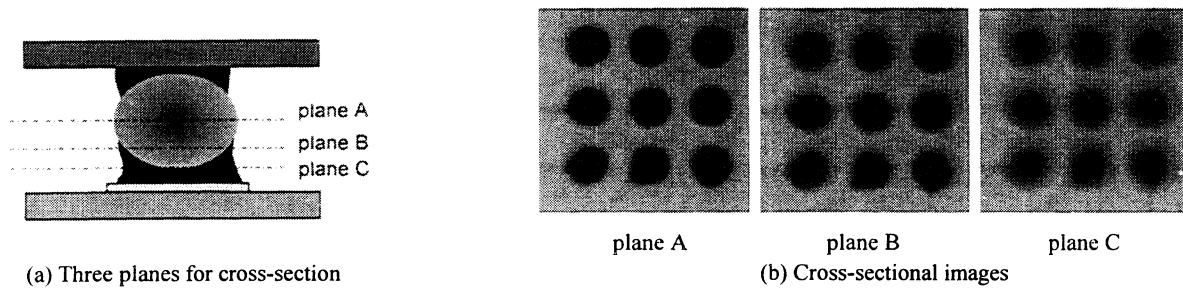 plane A
plane B
plane C
(a) Three planes for cross-section
plane A
plane B
plane C
(b) Cross-sectional images